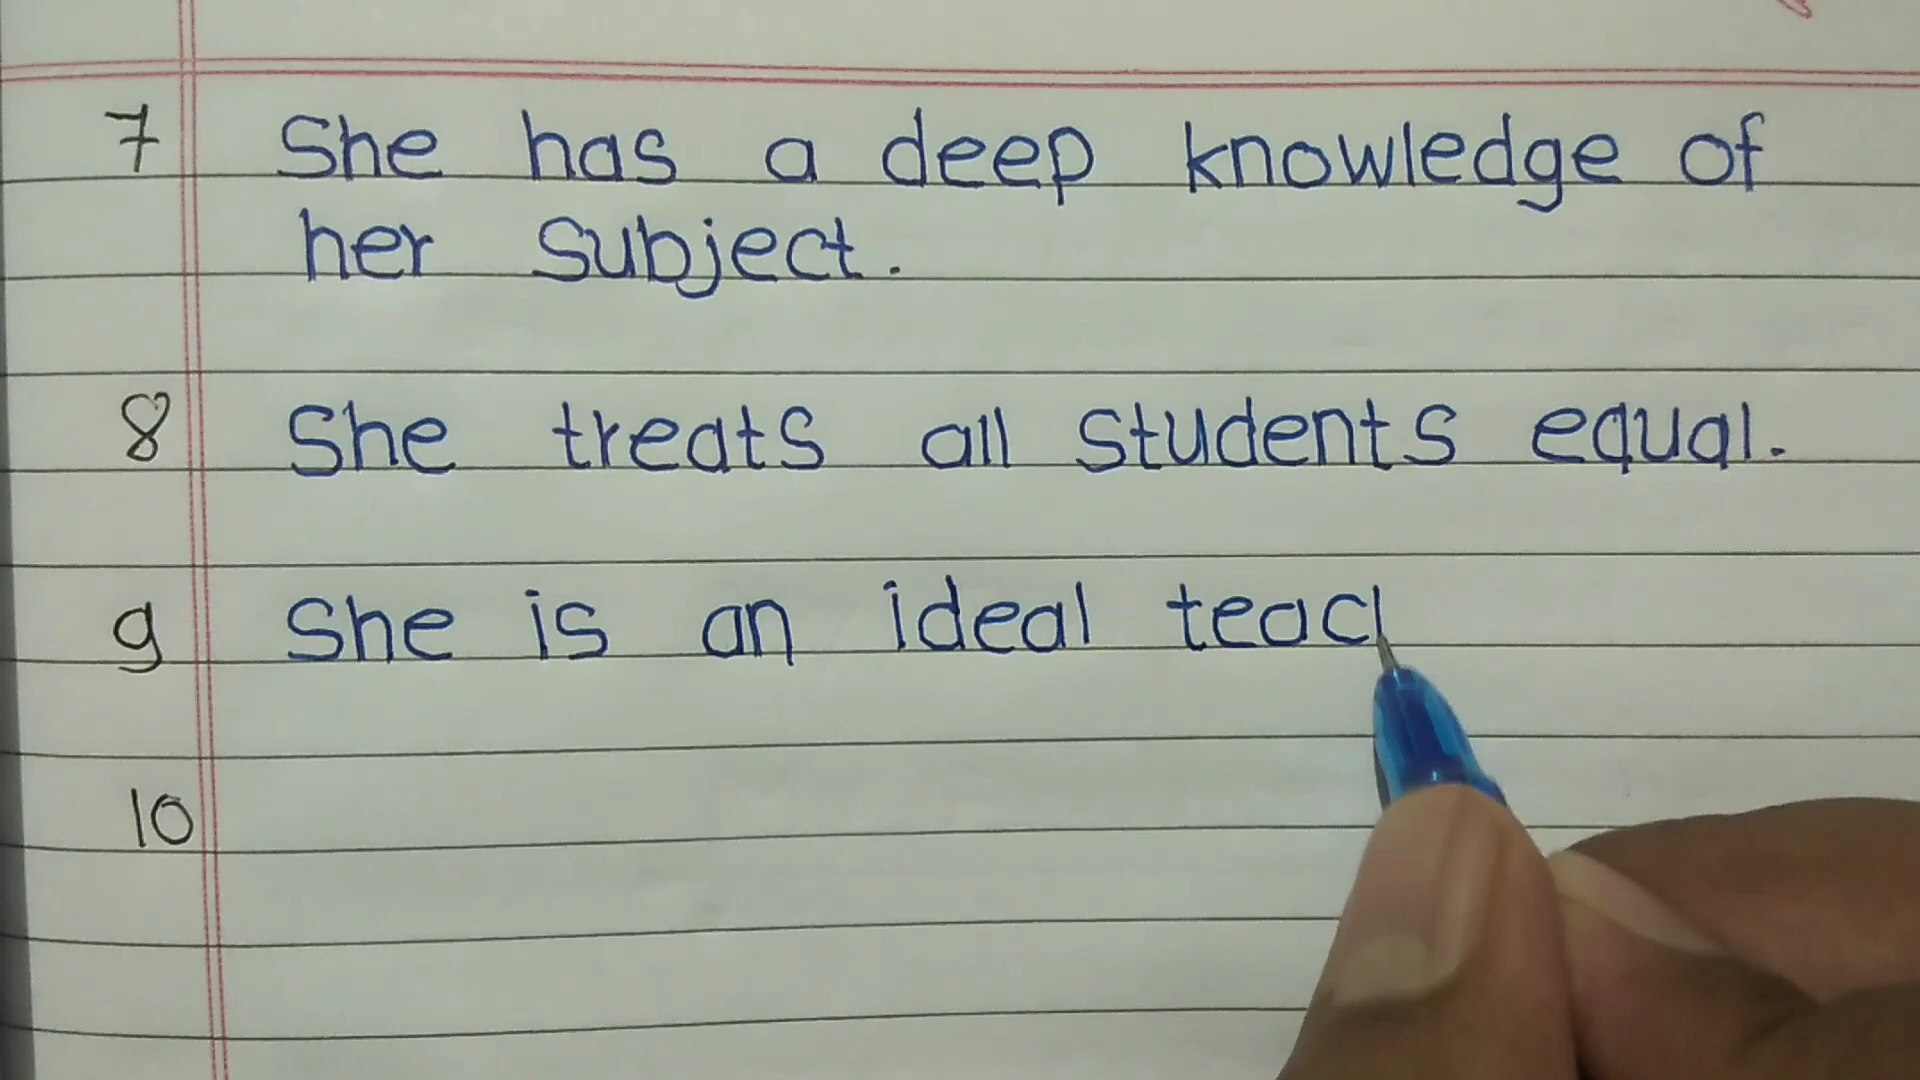 7 She has a deep knowledge of
her subject.
8 She treats all students equal.
9 She is an ideal teac
10